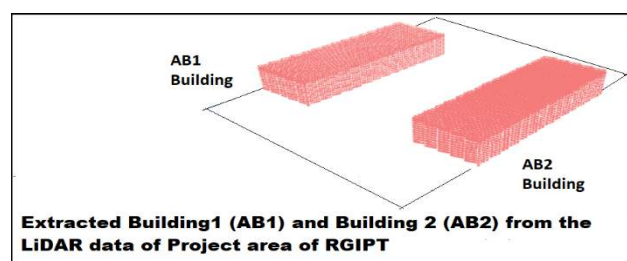 AB1
Building
AB2
Building
Extracted Building1 (AB1) and Building 2 (AB2) from the
LiDAR data of Project area of RGIPT